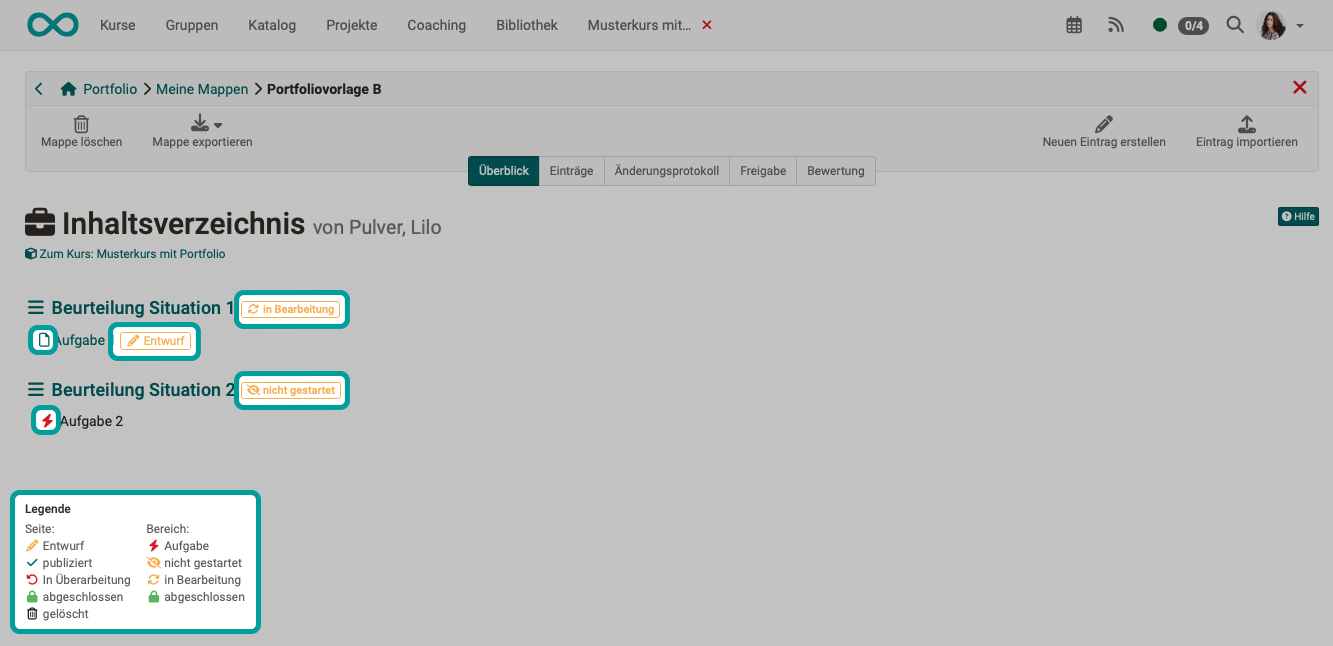 Kurse Gruppen Katalog Projekte Coaching Bibliothek Musterkurs mit... 0/4
Portfolio Meine Mappen Portfoliovorlage B
Mappe löschen Mappe exportieren Neuen Eintrag erstellen Eintrag importieren
Überblick Einträge Änderungsprotokoll Freigabe Bewertung
Inhaltsverzeichnis von Pulver, Lilo Hilfe
Zum Kurs: Musterkurs mit Portfolio
Beurteilung Situation 1 in Bearbeitung
Aufgabe Entwurf
Beurteilung Situation 2 nicht gestartet
Aufgabe 2
Legende
Seite: Bereich:
Entwurf Aufgabe
publiziert nicht gestartet
In Überarbeitung in Bearbeitung
abgeschlossen abgeschlossen
gelöscht